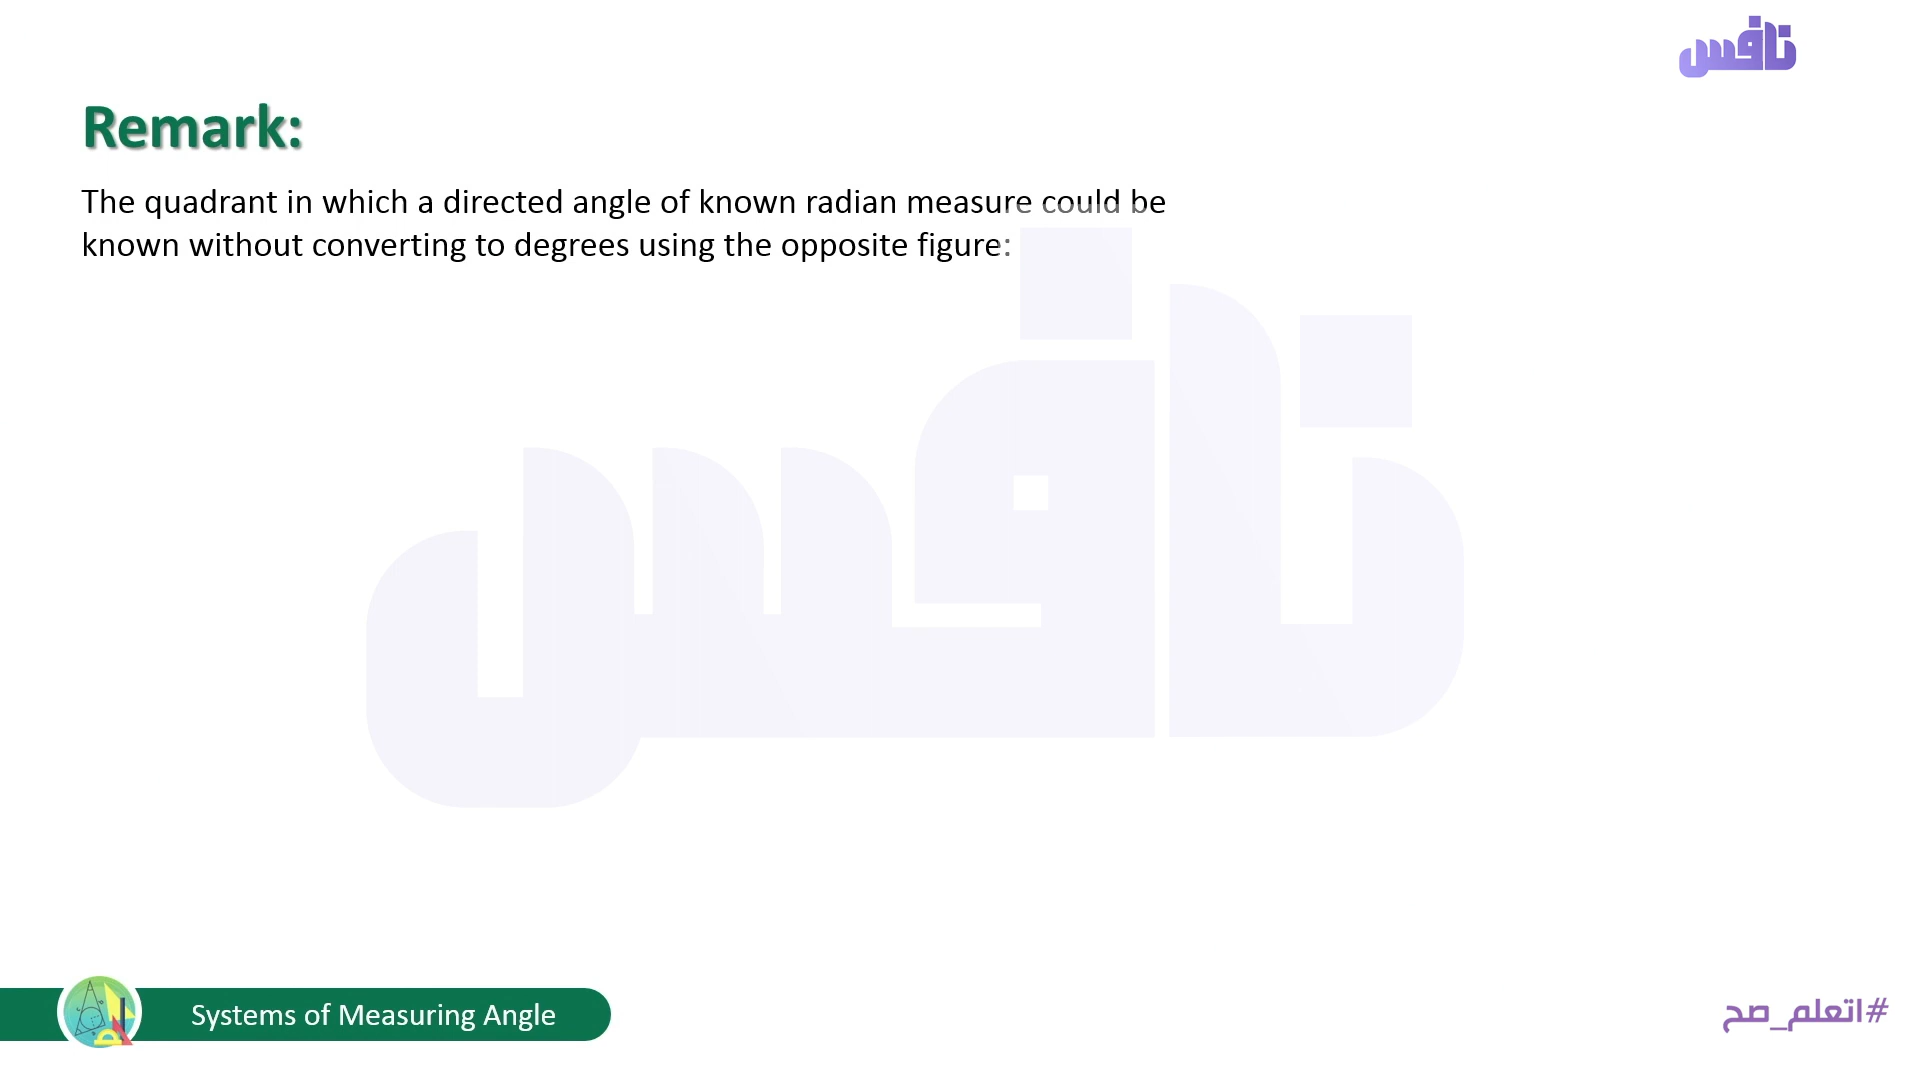 نافس
Remark:
The quadrant in which a directed angle of known radian measure could be
known without converting to degrees using the opposite figure:
نافس
Systems of Measuring Angle
#اتعلم_صح